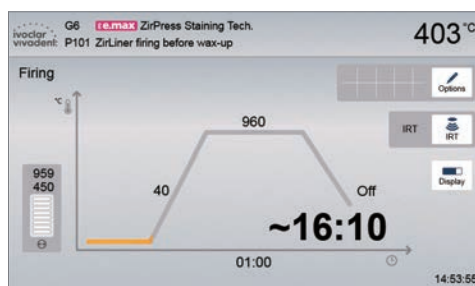 ivoclar
vivadent:
G6 e.max ZirPress Staining Tech.
P101 ZirLiner firing before wax-up
403 °C
Firing
Options
°C
960
IRT
IRT
959
450
40
Off
Display
~16:10
01:00
14:53:55